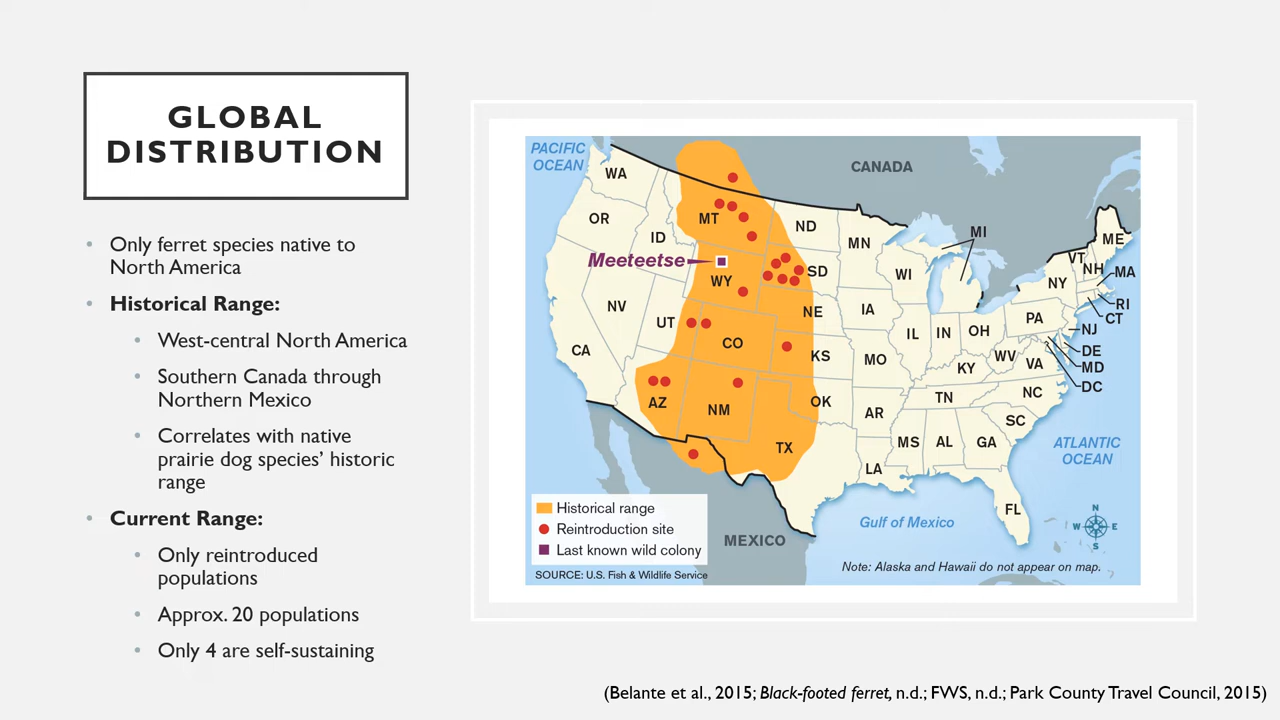 GLOBAL
DISTRIBUTION
• Only ferret species native to
North America
• Historical Range:
• West-central North America
• Southern Canada through
Northern Mexico
• Correlates with native
prairie dog species’ historic
range
• Current Range:
• Only reintroduced
populations
• Approx. 20 populations
• Only 4 are self-sustaining
PACIFIC
OCEAN
CANADA
WA
OR
ID
MT
ND
MN
MI
ME
VT
NH
MA
NY
RI
CT
Meeteetse
WY
SD
WI
NV
UT
NE
IA
IL
IN
OH
PA
NJ
DE
MD
DC
CA
CO
KS
MO
KY
WV
VA
AZ
NM
OK
AR
TN
NC
SC
TX
LA
MS
AL
GA
FL
ATLANTIC
OCEAN
Gulf of Mexico
MEXICO
N
W E
S
Historical range
Reintroduction site
Last known wild colony
SOURCE: U.S. Fish & Wildlife Service
Note: Alaska and Hawaii do not appear on map.
(Belante et al., 2015; Black-footed ferret, n.d.; FWS, n.d.; Park County Travel Council, 2015)